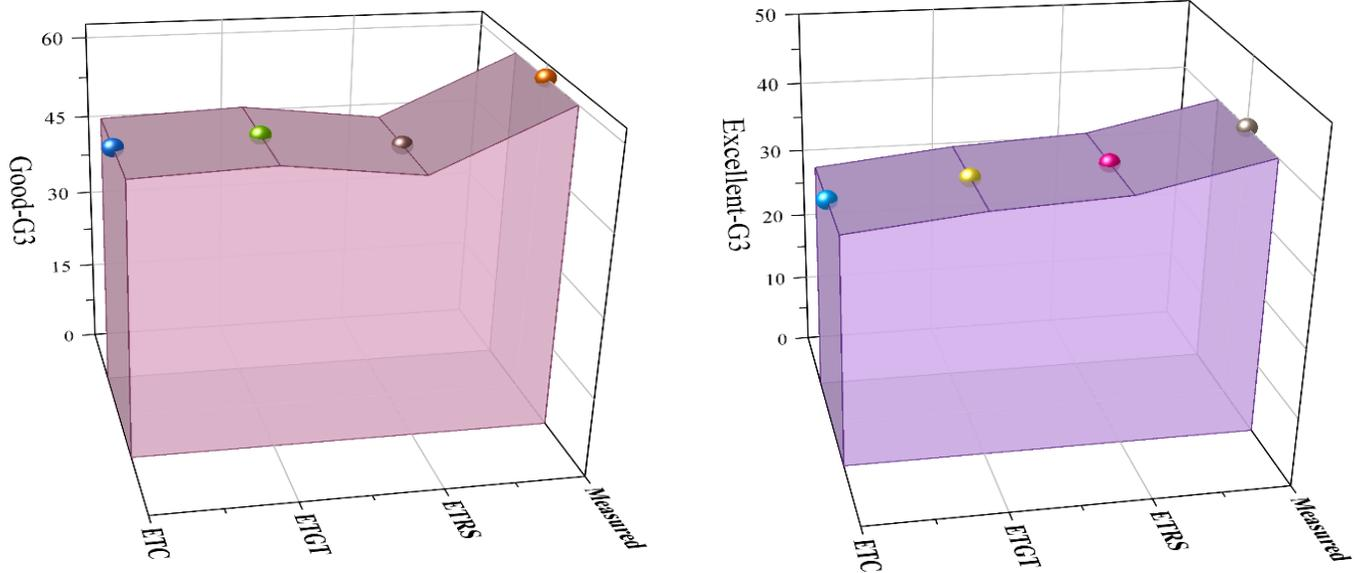 60
45
30
15
0
Good-G3
ETC
ETGT
ETRS
Measured
50
40
30
20
10
0
Excellent-G3
ETC
ETGT
ETRS
Measured